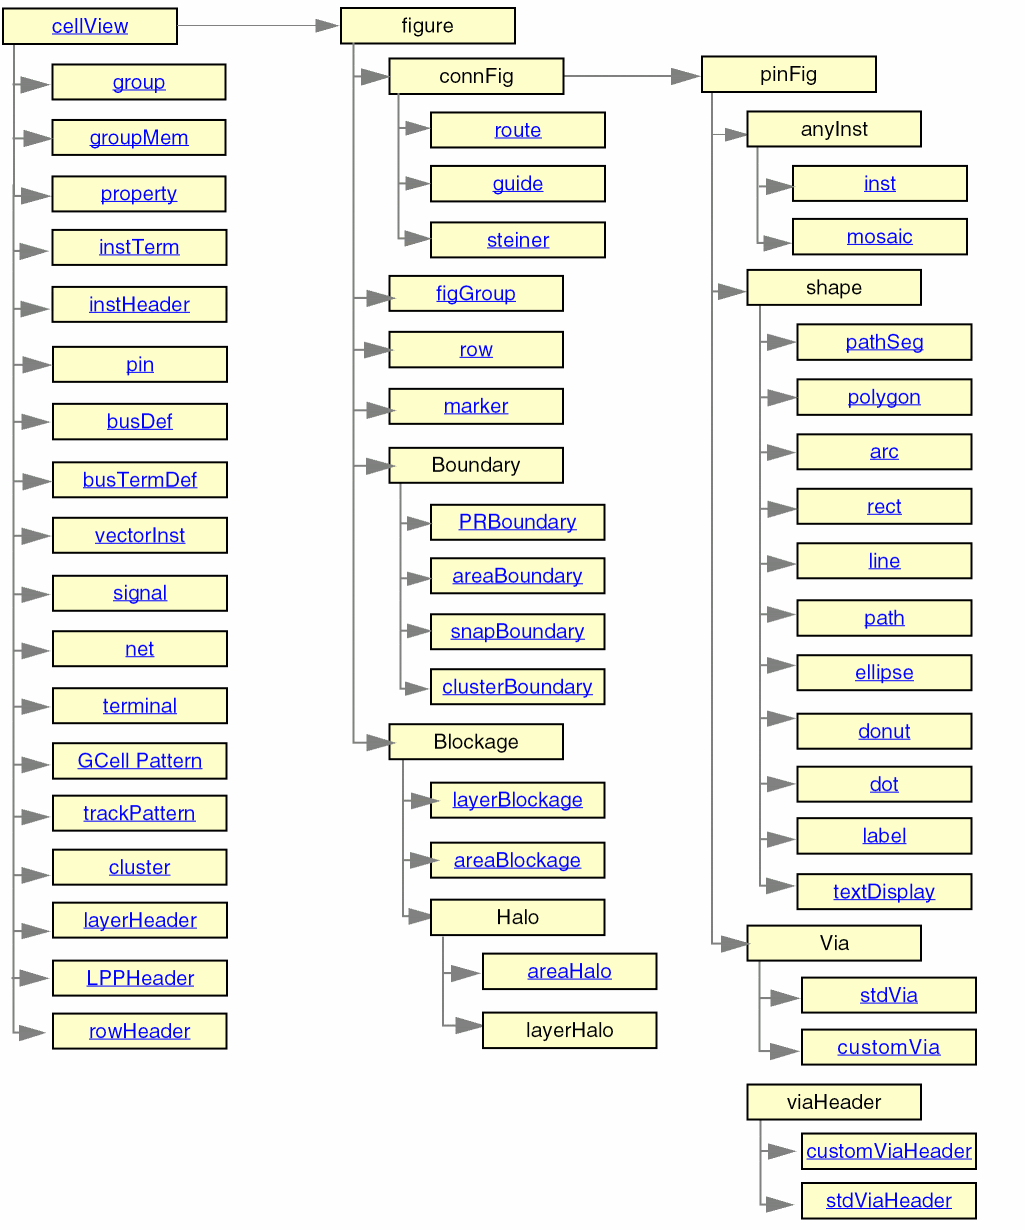 cellView
group
groupMem
property
instTerm
instHeader
pin
busDef
busTermDef
vectorInst
signal
net
terminal
GCell Pattern
trackPattern
cluster
layerHeader
LPPHeader
rowHeader
figure
connFig
route
guide
steiner
figGroup
row
marker
Boundary
PRBoundary
areaBoundary
snapBoundary
clusterBoundary
Blockage
layerBlockage
areaBlockage
Halo
areaHalo
layerHalo
pinFig
anyInst
inst
mosaic
shape
pathSeg
polygon
arc
rect
line
path
ellipse
donut
dot
label
textDisplay
Via
stdVia
customVia
viaHeader
customViaHeader
stdViaHeader